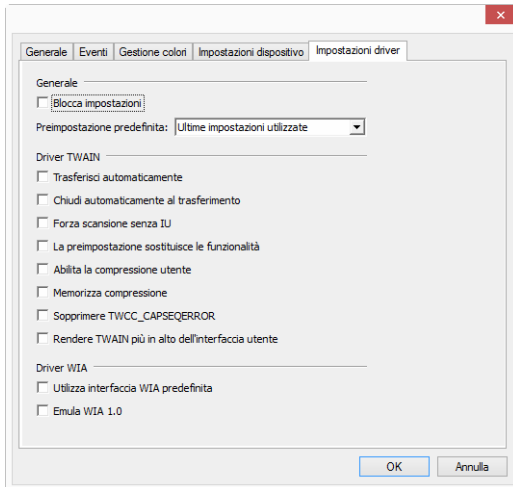 Generale Eventi Gestione colori Impostazioni dispositivo Impostazioni driver
Generale
Blocca impostazioni
Preimpostazione predefinita: Ultime impostazioni utilizzate
Driver TWAIN
Trasferisci automaticamente
Chiudi automaticamente al trasferimento
Forza scansione senza IU
La preimpostazione sostituisce le funzionalità
Abilita la compressione utente
Memorizza compressione
Sopprimere TWCC_CAPSEQERROR
Rendere TWAIN più in alto dell'interfaccia utente
Driver WIA
Utilizza interfaccia WIA predefinita
Emula WIA 1.0
OK Annulla